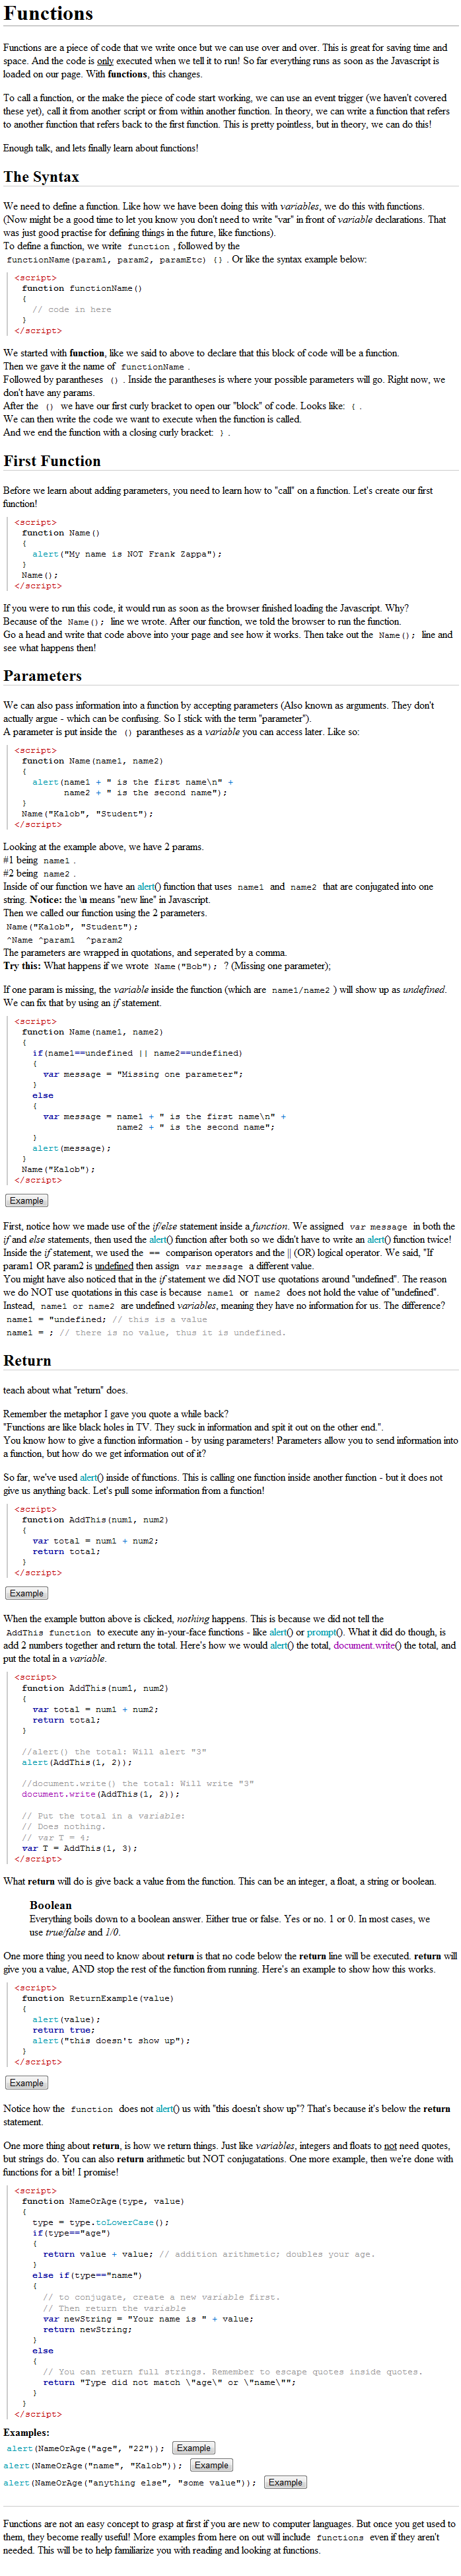 Functions
Functions are a piece of code that we write once but we can use over and over. This is great for saving time and
space. And the code is only executed when we tell it to run! So far everything runs as soon as the Javascript is
loaded on our page. With functions, this changes.
To call a function, or the make the piece of code start working, we can use an event trigger (we haven't covered
these yet), call it from another script or from within another function. In theory, we can write a function that refers
to another function that refers back to the first function. This is pretty pointless, but in theory, we can do this!
Enough talk, and lets finally learn about functions!
The Syntax
We need to define a function. Like how we have been doing this with variables, we do this with functions.
(Now might be a good time to let you know you don't need to write "var" in front of variable declarations. That
was just good practise for defining things in the future, like functions).
To define a function, we write function, followed by the
functionName(param1, param2, paramEtc) {}. Or like the syntax example below:
<script>
function functionName()
{
// code in here
}
</script>
We started with function, like we said to above to declare that this block of code will be a function.
Then we gave it the name of functionName.
Followed by parantheses (). Inside the parantheses is where your possible parameters will go. Right now, we
don't have any params.
After the () we have our first curly bracket to open our "block" of code. Looks like: {.
We can then write the code we want to execute when the function is called.
And we end the function with a closing curly bracket: }.
First Function
Before we learn about adding parameters, you need to learn how to "call" on a function. Let's create our first
function!
<script>
function Name()
{
alert("My name is NOT Frank Zappa");
}
Name();
</script>
If you were to run this code, it would run as soon as the browser finished loading the Javascript. Why?
Because of the Name(); line we wrote. After our function, we told the browser to run the function.
Go a head and write that code above into your page and see how it works. Then take out the Name(); line and
see what happens then!
Parameters
We can also pass information into a function by accepting parameters (Also known as arguments. They don't
actually argue - which can be confusing. So I stick with the term "parameter").
A parameter is put inside the () parantheses as a variable you can access later. Like so:
<script>
function Name(name1, name2)
{
alert(name1 + " is the first name\n" +
name2 + " is the second name");
}
Name("Kalob", "Student");
</script>
Looking at the example above, we have 2 params.
#1 being name1.
#2 being name2.
Inside of our function we have an alert() function that uses name1 and name2 that are conjugated into one
string. Notice: the \n means "new line" in Javascript.
Then we called our function using the 2 parameters.
Name("Kalob", "Student");
^Name ^param1 ^param2
The parameters are wrapped in quotations, and seperated by a comma.
Try this: What happens if we wrote Name("Bob"); ? (Missing one parameter);
If one param is missing, the variable inside the function (which are name1/name2) will show up as undefined.
We can fix that by using an if statement.
<script>
function Name(name1, name2)
{
if(name1==undefined || name2==undefined)
{
var message = "Missing one parameter";
}
else
{
var message = name1 + " is the first name\n" +
name2 + " is the second name";
}
alert(message);
}
Name("Kalob");
</script>
Example
First, notice how we made use of the if/else statement inside a function. We assigned var message in both the
if and else statements, then used the alert() function after both so we didn't have to write an alert() function twice!
Inside the if statement, we used the == comparison operators and the || (OR) logical operator. We said, "If
param1 OR param2 is undefined then assign var message a different value.
You might have also noticed that in the if statement we did NOT use quotations around "undefined". The reason
we do NOT use quotations in this case is because name1 or name2 does not hold the value of "undefined".
Instead, name1 or name2 are undefined variables, meaning they have no information for us. The difference?
name1 = "undefined; // this is a value
name1 = ; // there is no value, thus it is undefined.
Return
teach about what "return" does.
Remember the metaphor I gave you quote a while back?
"Functions are like black holes in TV. They suck in information and spit it out on the other end.".
You know how to give a function information - by using parameters! Parameters allow you to send information into
a function, but how do we get information out of it?
So far, we've used alert() inside of functions. This is calling one function inside another function - but it does not
give us anything back. Let's pull some information from a function!
<script>
function AddThis(num1, num2)
{
var total = num1 + num2;
return total;
}
</script>
Example
When the example button above is clicked, nothing happens. This is because we did not tell the
AddThis function to execute any in-your-face functions - like alert() or prompt(). What it did do though, is
add 2 numbers together and return the total. Here's how we would alert() the total, document.write() the total, and
put the total in a variable.
<script>
function AddThis(num1, num2)
{
var total = num1 + num2;
return total;
}
//alert() the total: Will alert "3"
alert(AddThis(1, 2));
//document.write() the total: Will write "3"
document.write(AddThis(1, 2));
// Put the total in a variable:
// Does nothing.
// var T = 4;
var T = AddThis(1, 3);
</script>
What return will do is give back a value from the function. This can be an integer, a float, a string or boolean.
Boolean
Everything boils down to a boolean answer. Either true or false. Yes or no. 1 or 0. In most cases, we
use true/false and 1/0.
One more thing you need to know about return is that no code below the return line will be executed. return will
give you a value, AND stop the rest of the function from running. Here's an example to show how this works.
<script>
function ReturnExample(value)
{
alert(value);
return true;
alert("this doesn't show up");
}
</script>
Example
Notice how the function does not alert() us with "this doesn't show up"? That's because it's below the return
statement.
One more thing about return, is how we return things. Just like variables, integers and floats to not need quotes,
but strings do. You can also return arithmetic but NOT conjugatations. One more example, then we're done with
functions for a bit! I promise!
<script>
function NameOrAge(type, value)
{
type = type.toLowerCase();
if(type=="age")
{
return value + value; // addition arithmetic; doubles your age.
}
else if(type=="name")
{
// to conjugate, create a new variable first.
// Then return the variable
var newString = "Your name is " + value;
return newString;
}
else
{
// You can return full strings. Remember to escape quotes inside quotes.
return "Type did not match \"age\" or \"name\"";
}
}
</script>
Examples:
alert(NameOrAge("age", "22")); Example
alert(NameOrAge("name", "Kalob")); Example
alert(NameOrAge("anything else", "some value")); Example
Functions are not an easy concept to grasp at first if you are new to computer languages. But once you get used to
them, they become really useful! More examples from here on out will include functions even if they aren't
needed. This will be to help familiarize you with reading and looking at functions.